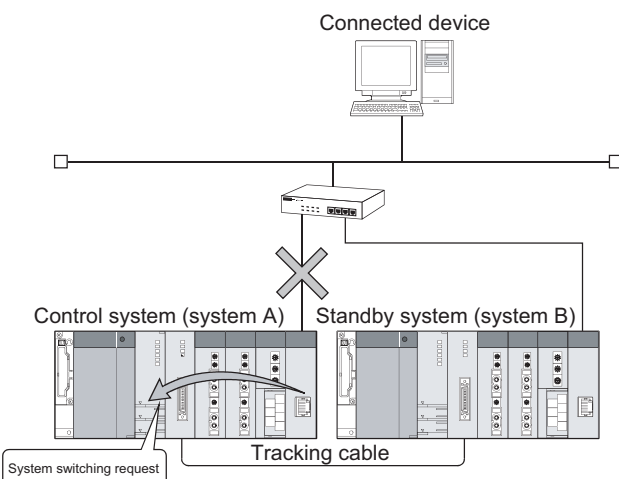 Connected device
Control system (system A)
Standby system (system B)
Tracking cable
System switching request